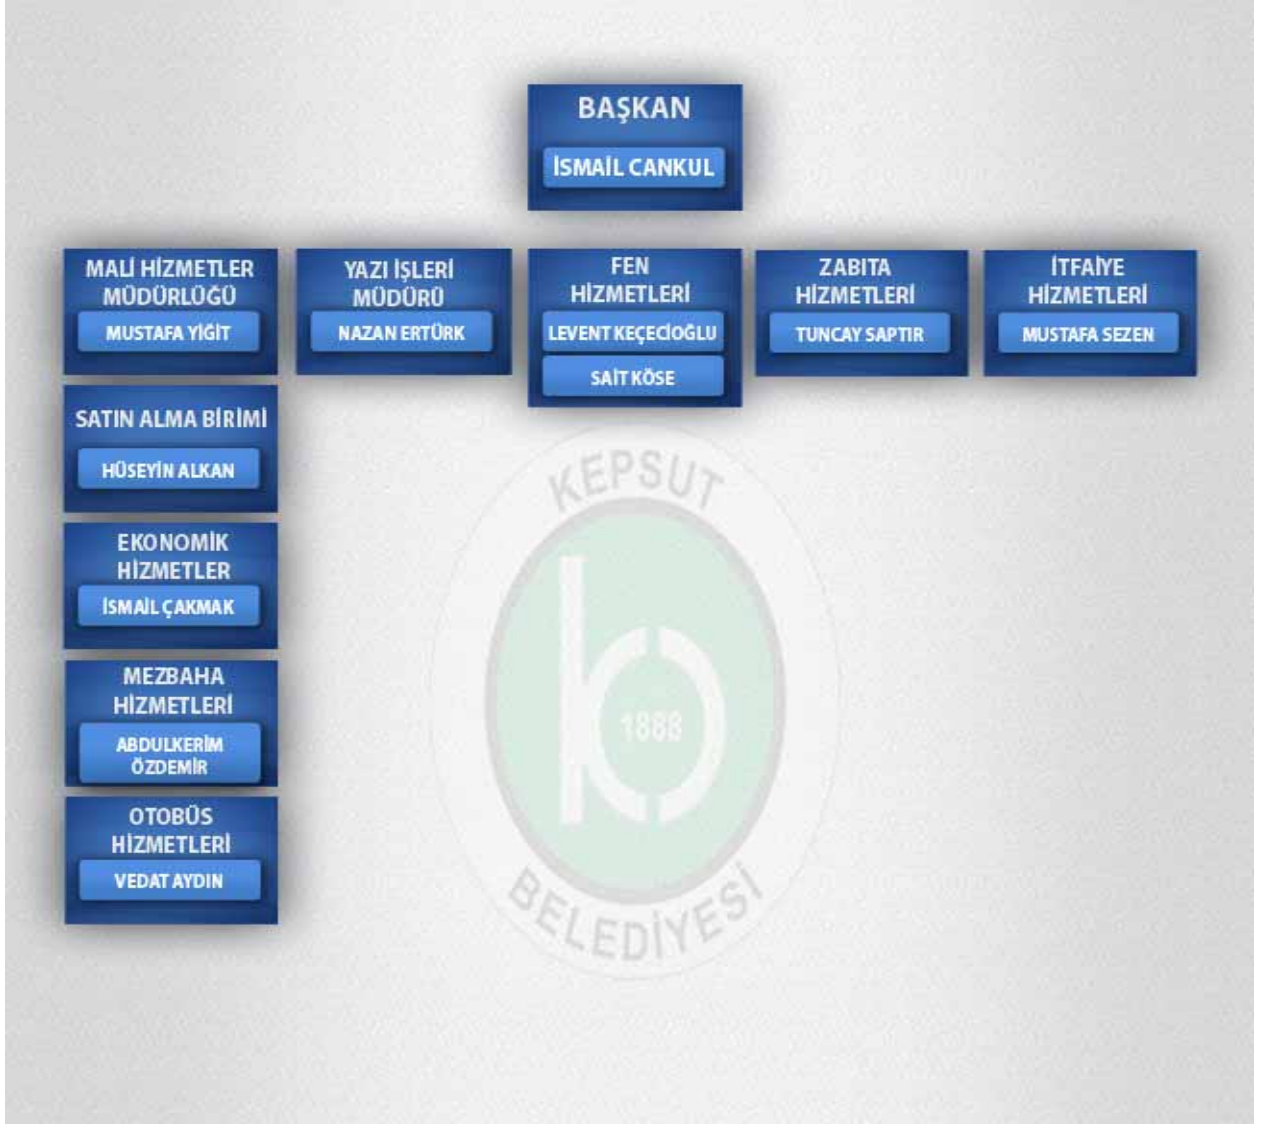 BAŞKAN
İSMAİL CANKUL
MALİ HİZMETLER
MÜDÜRLÜĞÜ
MUSTAFA YİĞİT
YAZI İŞLERİ
MÜDÜRÜ
NAZAN ERTÜRK
FEN
HİZMETLERİ
LEVENT KEÇECİOĞLU
SAİT KÖSE
ZABITA
HİZMETLERİ
TUNCAY SAPTIR
İTFAİYE
HİZMETLERİ
MUSTAFA SEZEN
SATIN ALMA BİRİMİ
HÜSEYİN ALKAN
EKONOMİK
HİZMETLER
İSMAİL ÇAKMAK
MEZBAHA
HİZMETLERİ
ABDULKERİM
ÖZDEMİR
OTOBÜS
HİZMETLERİ
VEDAT AYDIN
KEPSUT
1888
BELEDİYESİ